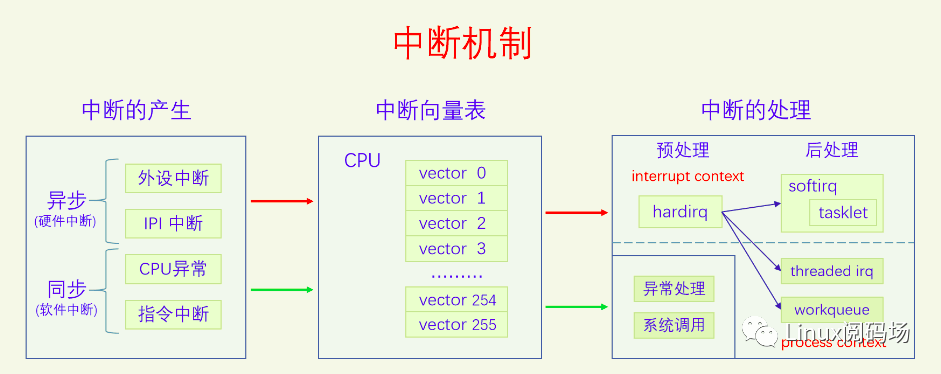 中断机制
中断的产生
中断向量表
中断的处理
异步
(硬件中断)
外设中断
IPI 中断
同步
(软件中断)
CPU异常
指令中断
CPU
vector 0
vector 1
vector 2
vector 3
.........
vector 254
vector 255
预处理
后处理
interrupt context
hardirq
softirq
tasklet
异常处理
系统调用
threaded irq
workqueue
process context
Linux阅码场